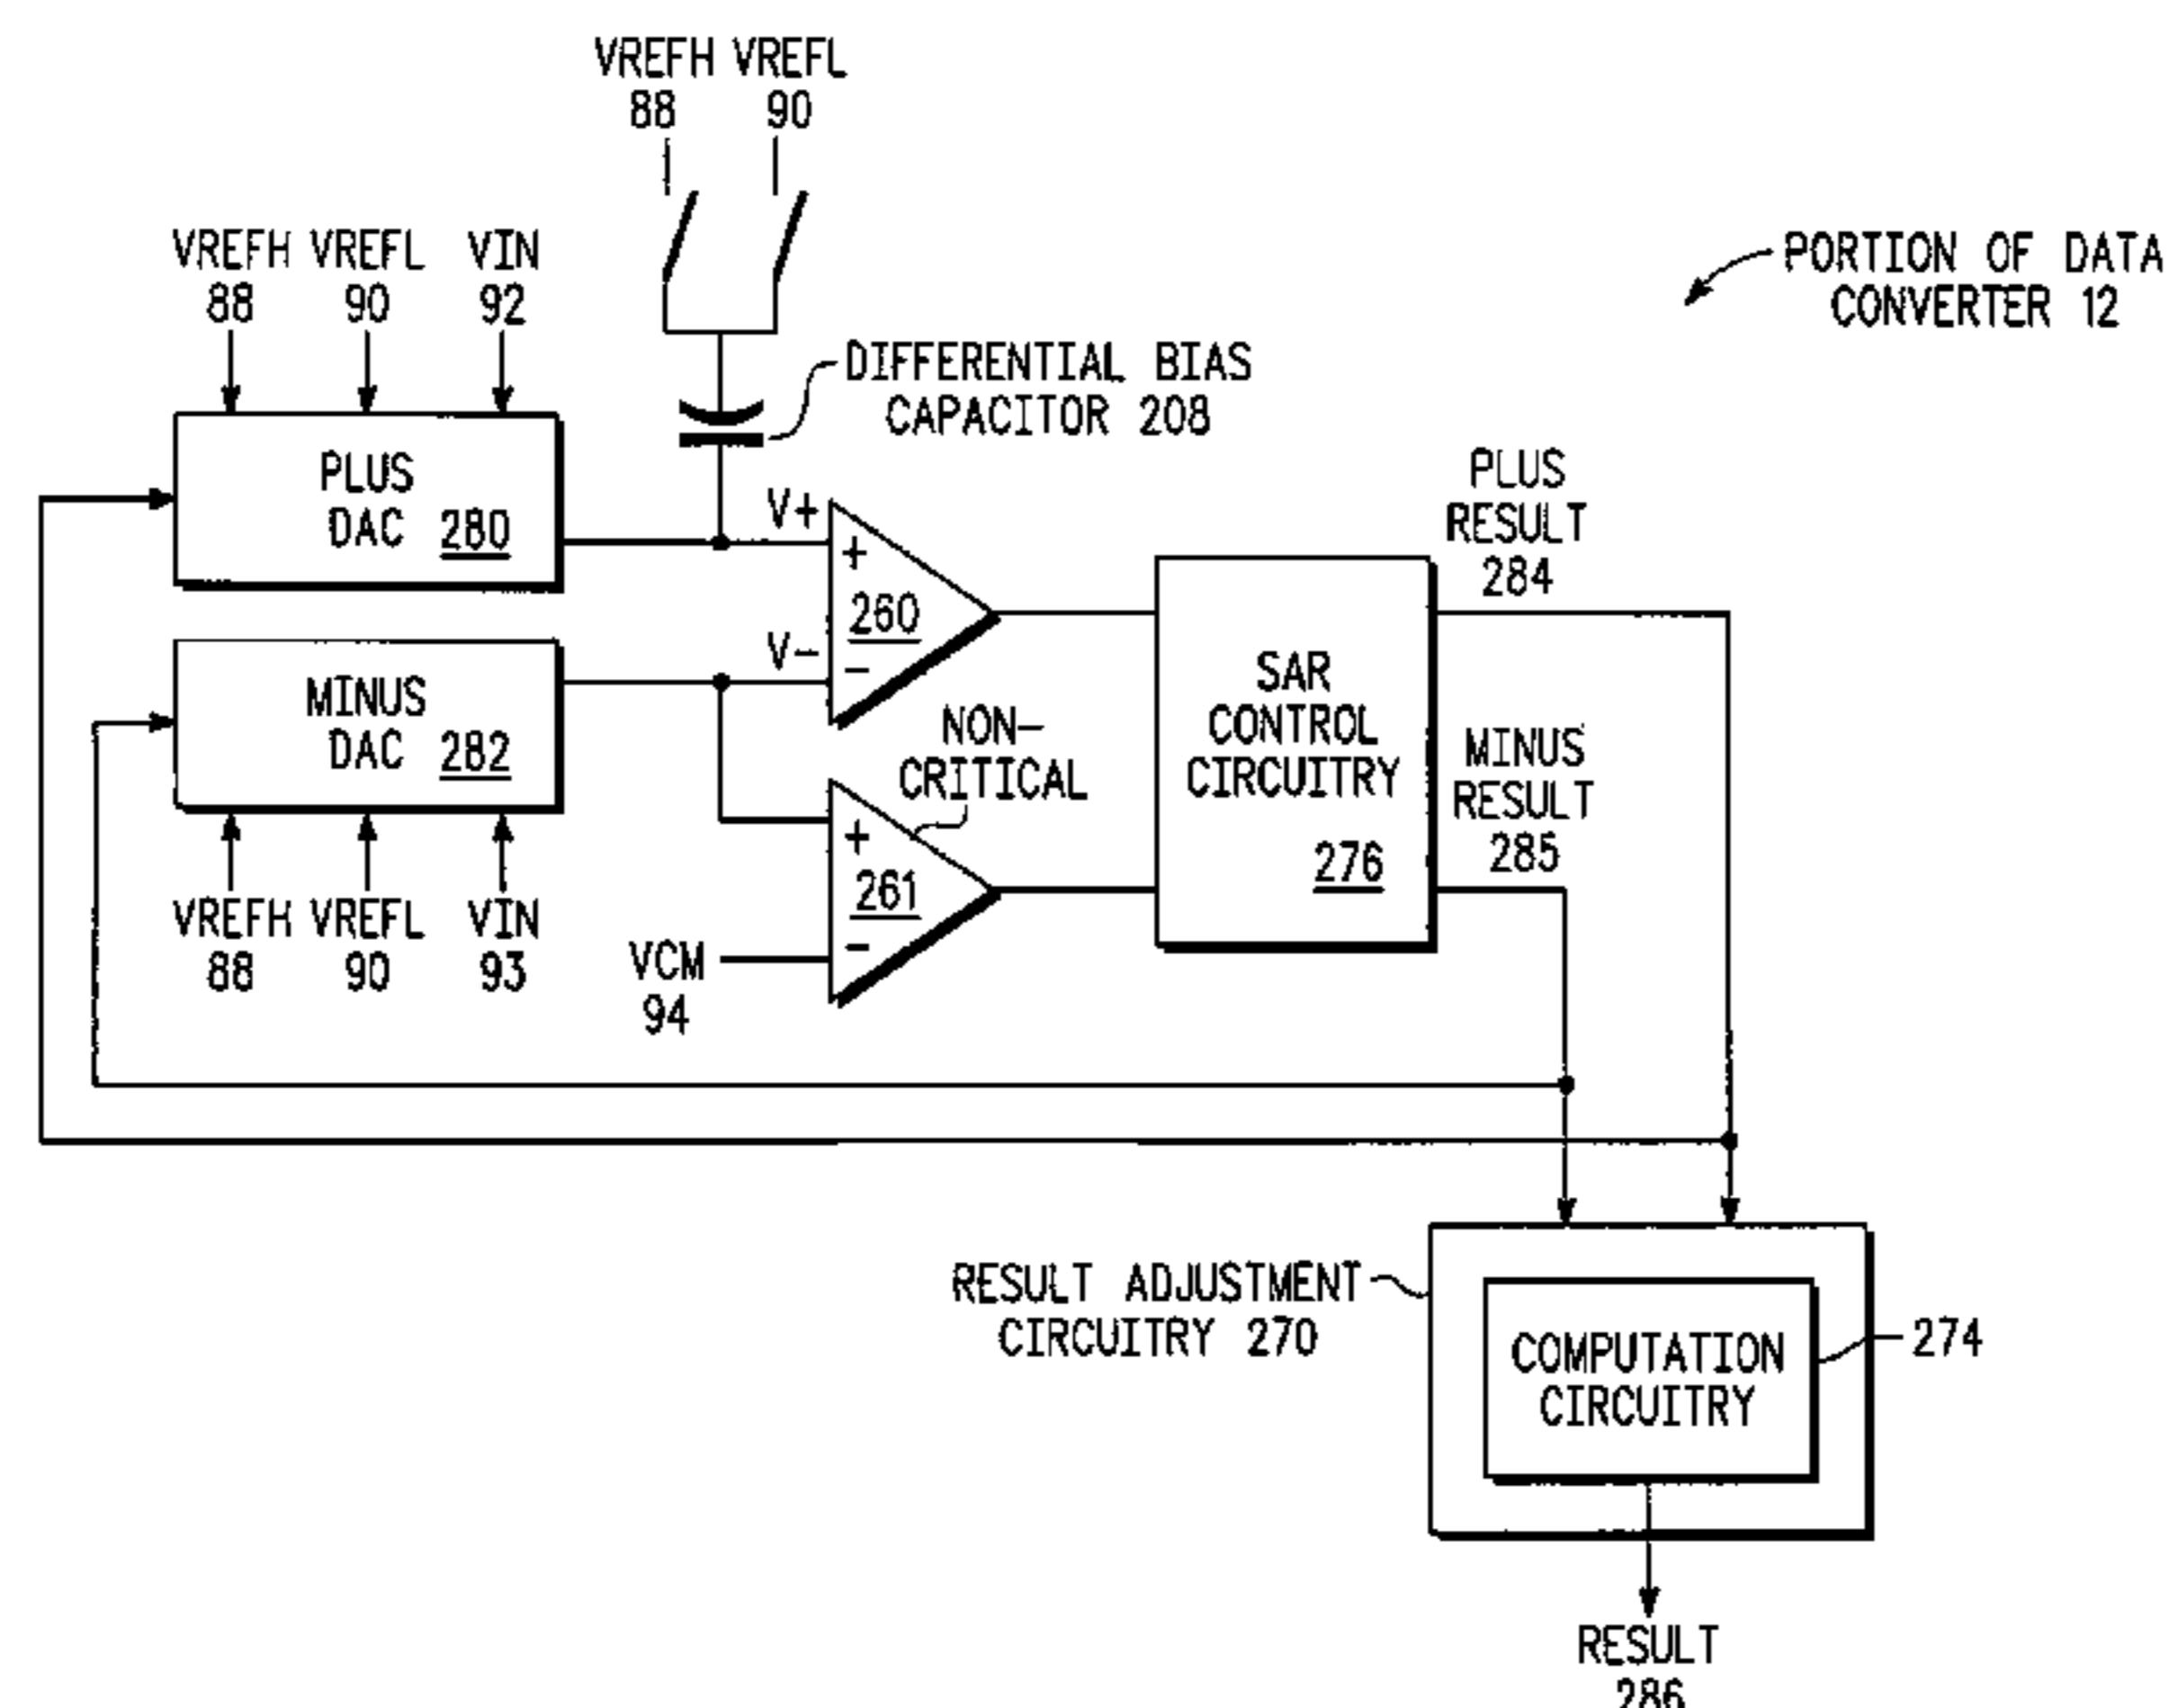 VREFH VREFL
88 90
VREFH VREFL VIN
88 90 92
PORTION OF DATA
CONVERTER 12
DIFFERENTIAL BIAS
CAPACITOR 208
PLUS
DAC 280
V+
+
260
V-
-
PLUS
RESULT
284
MINUS
DAC 282
NON-
CRITICAL
SAR
CONTROL
CIRCUITRY
276
MINUS
RESULT
285
+
261
-
VREFH VREFL VIN
88 90 93
VCM
94
RESULT ADJUSTMENT
CIRCUITRY 270
COMPUTATION
CIRCUITRY
274
RESULT
286